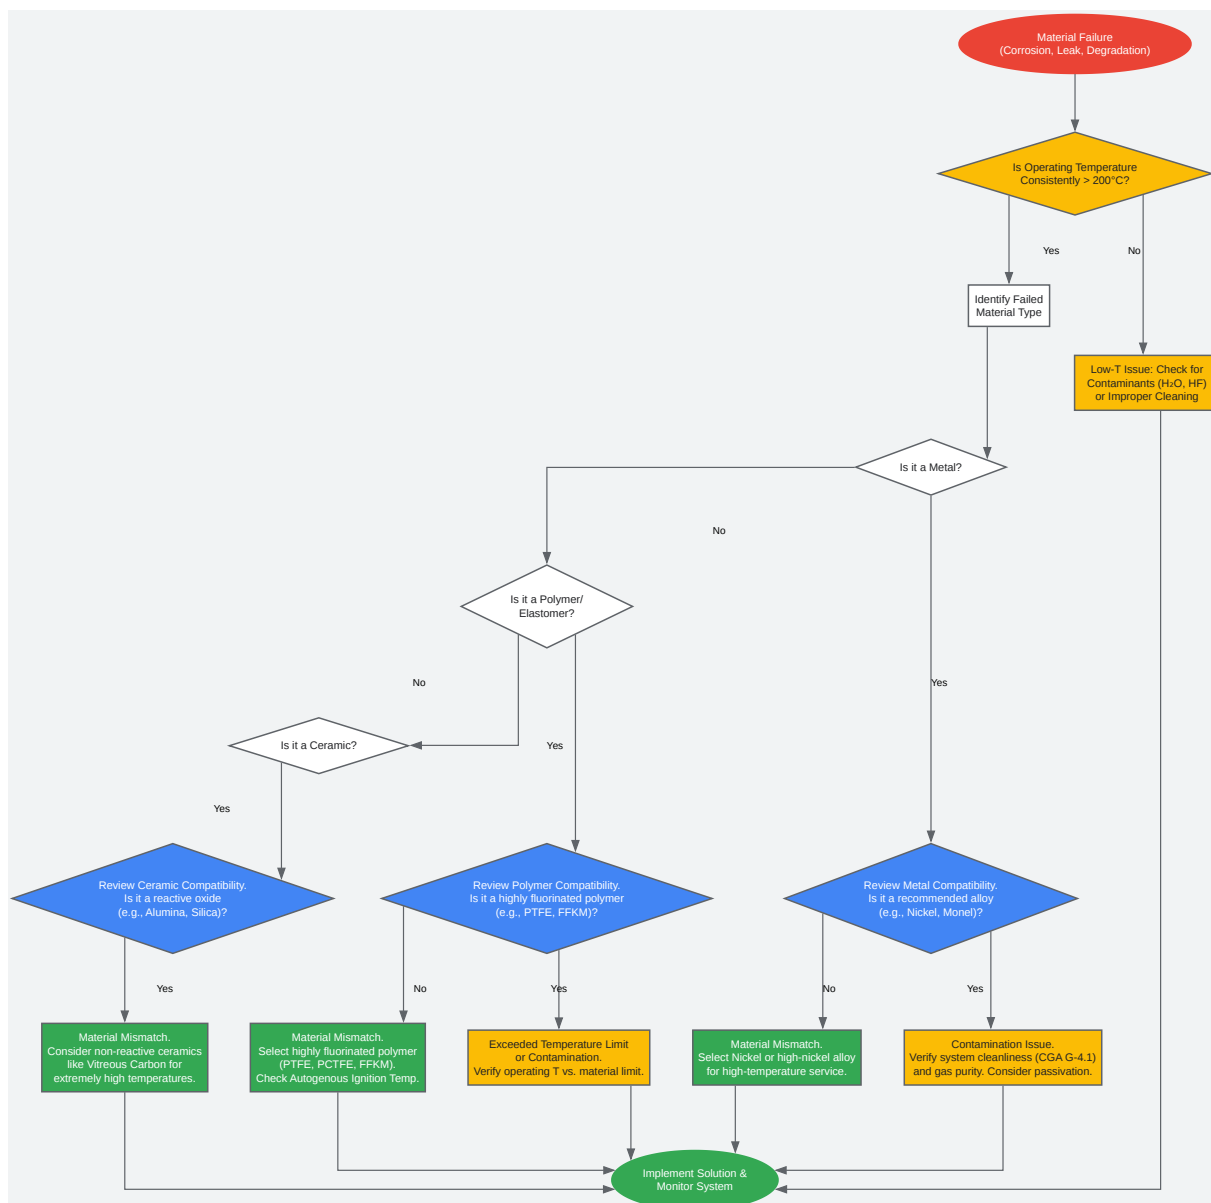 Material Failure
(Corrosion, Leak, Degradation)
Is Operating Temperature
Consistently > 200°C?
Yes
No
Identify Failed
Material Type
Low-T Issue: Check for
Contaminants (H₂O, HF)
or Improper Cleaning
Is it a Metal?
No
Is it a Polymer/
Elastomer?
No
Yes
Is it a Ceramic?
Yes
Yes
Review Ceramic Compatibility.
Is it a reactive oxide
(e.g., Alumina, Silica)?
Review Polymer Compatibility.
Is it a highly fluorinated polymer
(e.g., PTFE, FFKM)?
Review Metal Compatibility.
Is it a recommended alloy
(e.g., Nickel, Monel)?
Yes
No
Yes
No
Yes
Material Mismatch.
Consider non-reactive ceramics
like Vitreous Carbon for
extremely high temperatures.
Material Mismatch.
Select highly fluorinated polymer
(PTFE, PCTFE, FFKM).
Check Autogenous Ignition Temp.
Exceeded Temperature Limit
or Contamination.
Verify operating T vs. material limit.
Material Mismatch.
Select Nickel or high-nickel alloy
for high-temperature service.
Contamination Issue.
Verify system cleanliness (CGA G-4.1)
and gas purity. Consider passivation.
Implement Solution &
Monitor System